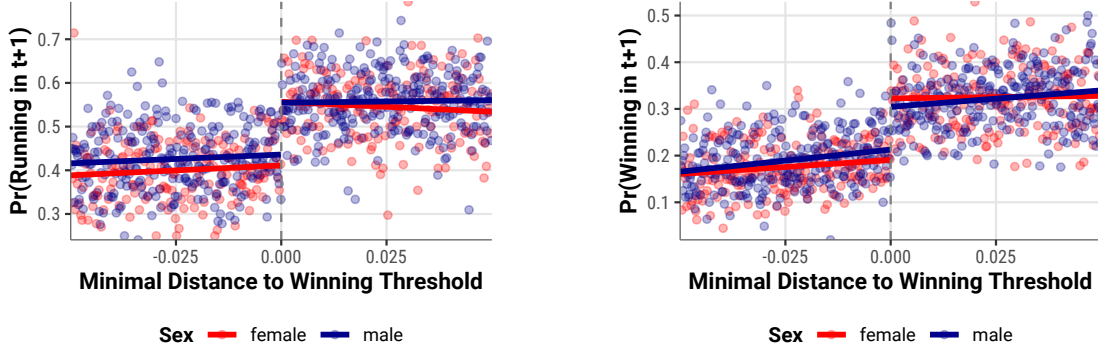 Pr(Running in t+1)
0.7
0.6
0.5
0.4
0.3
-0.025 0.000 0.025
Minimal Distance to Winning Threshold
Sex female male
Pr(Winning in t+1)
0.5
0.4
0.3
0.2
0.1
-0.025 0.000 0.025
Minimal Distance to Winning Threshold
Sex female male